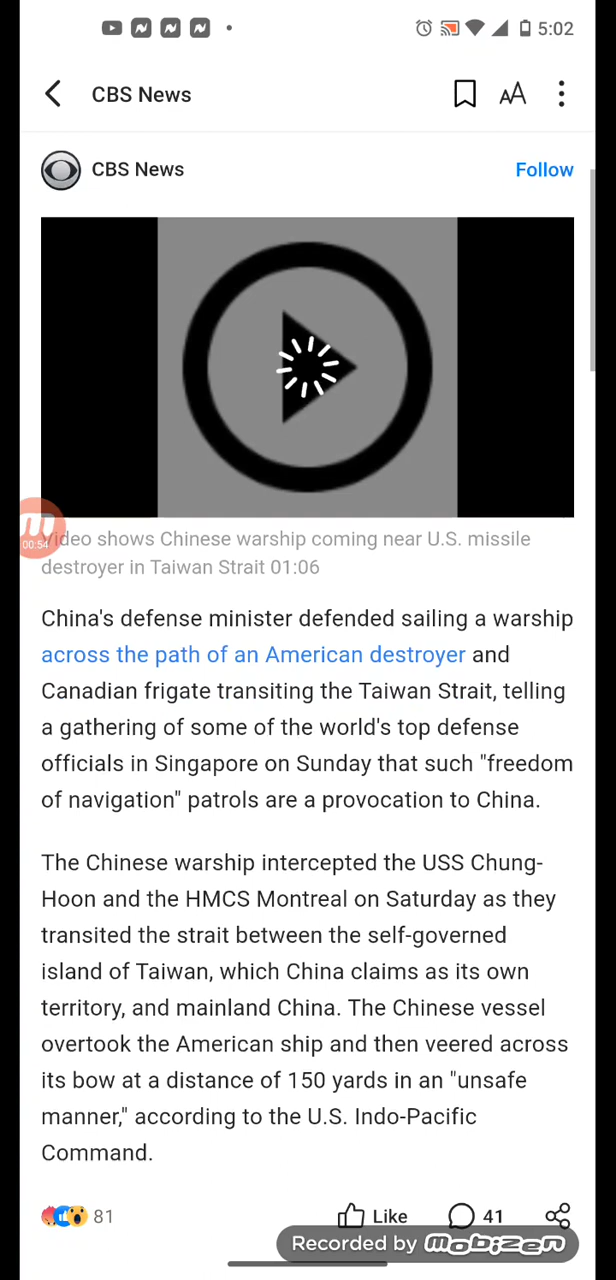 5:02
CBS News
AA
CBS News
Follow
00:54
Video shows Chinese warship coming near U.S. missile
destroyer in Taiwan Strait 01:06
China's defense minister defended sailing a warship
across the path of an American destroyer and
Canadian frigate transiting the Taiwan Strait, telling
a gathering of some of the world's top defense
officials in Singapore on Sunday that such "freedom
of navigation" patrols are a provocation to China.
The Chinese warship intercepted the USS Chung-
Hoon and the HMCS Montreal on Saturday as they
transited the strait between the self-governed
island of Taiwan, which China claims as its own
territory, and mainland China. The Chinese vessel
overtook the American ship and then veered across
its bow at a distance of 150 yards in an "unsafe
manner," according to the U.S. Indo-Pacific
Command.
81 Like 41
Recorded by mobizen